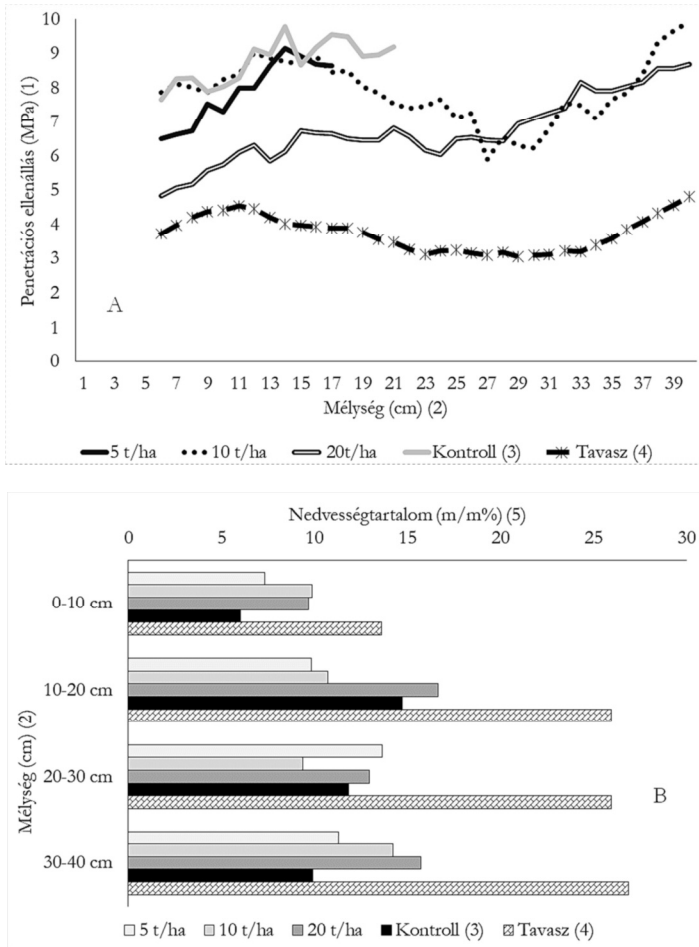 10
9
8
7
6
5
4
3
2
1
0
Penetrációs ellenállás (MPa) (1)
A
1 3 5 7 9 11 13 15 17 19 21 23 25 27 29 31 33 35 37 39
Mélység (cm) (2)
5 t/ha 10 t/ha 20t/ha Kontroll (3) Tavasz (4)
Nedvességtartalom (m/m%) (5)
0 5 10 15 20 25 30
0-10 cm
10-20 cm
20-30 cm
30-40 cm
Mélység (cm) (2)
B
5 t/ha 10 t/ha 20 t/ha Kontroll (3) Tavasz (4)